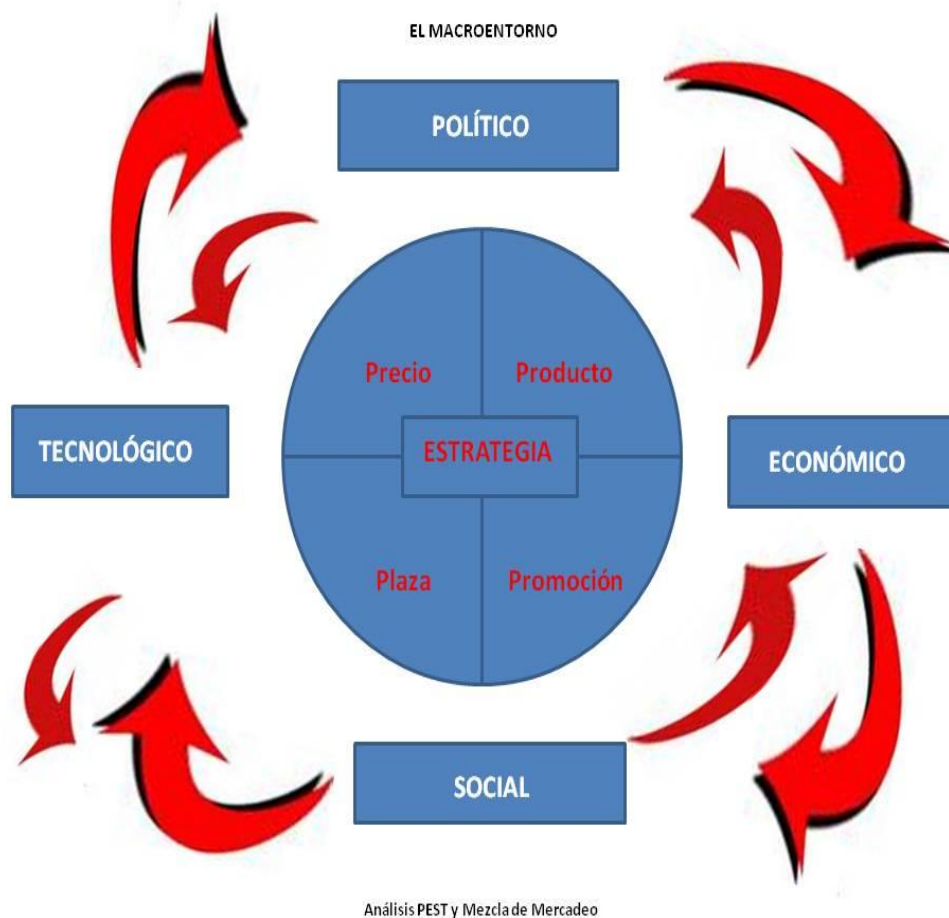 EL MACROENTORNO
POLÍTICO
Precio
Producto
TECNOLÓGICO
ESTRATEGIA
ECONÓMICO
Plaza
Promoción
SOCIAL
Análisis PEST y Mezcla de Mercadeo